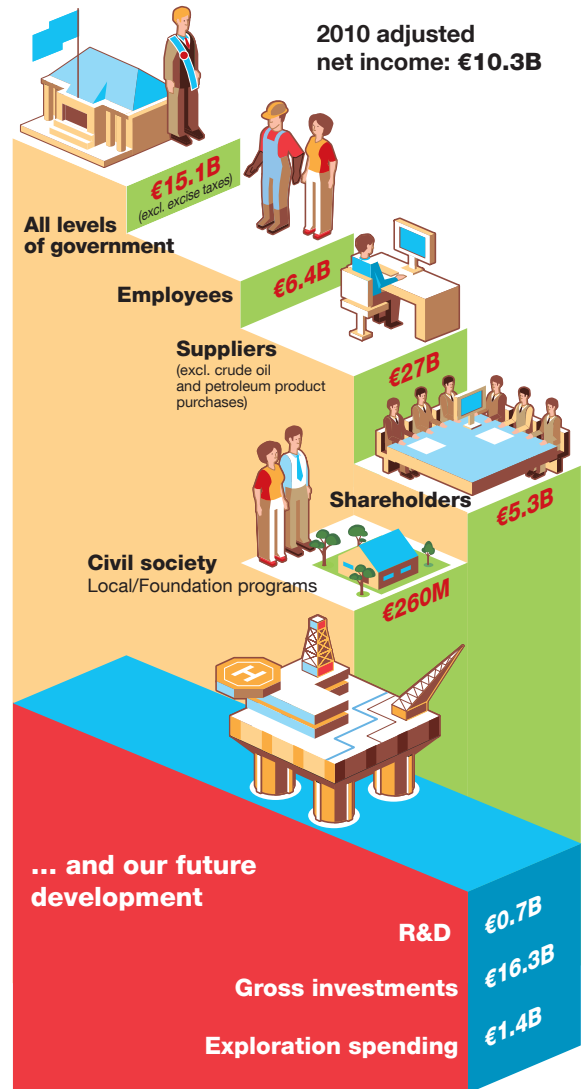 2010 adjusted
net income: €10.3B
€15.1B
(excl. excise taxes)
All levels
of government
Employees
€6.4B
Suppliers
(excl. crude oil
and petroleum product
purchases)
€27B
Shareholders
€5.3B
Civil society
Local/Foundation programs
€260M
H
... and our future
development
R&D
€0.7B
Gross investments
€16.3B
Exploration spending
€1.4B